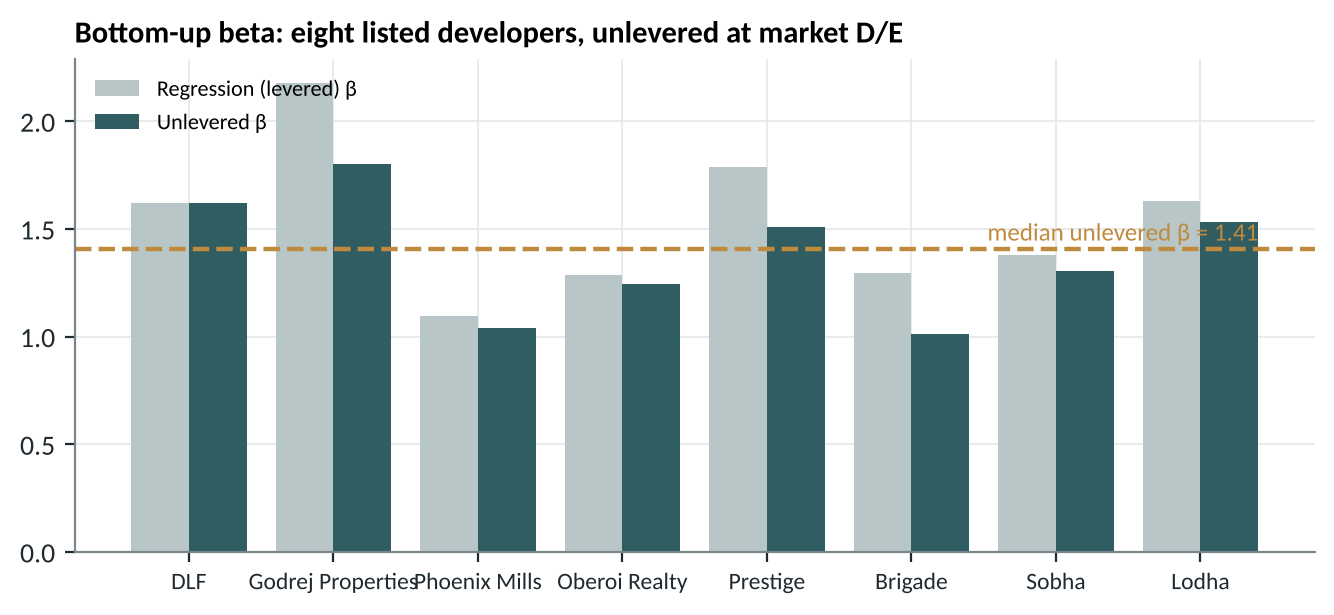 Bottom-up beta: eight listed developers, unlevered at market D/E
Regression (levered) β
Unlevered β
2.0
1.5
1.0
0.5
0.0
median unlevered β = 1.41
DLF
Godrej Properties
Phoenix Mills
Oberoi Realty
Prestige
Brigade
Sobha
Lodha